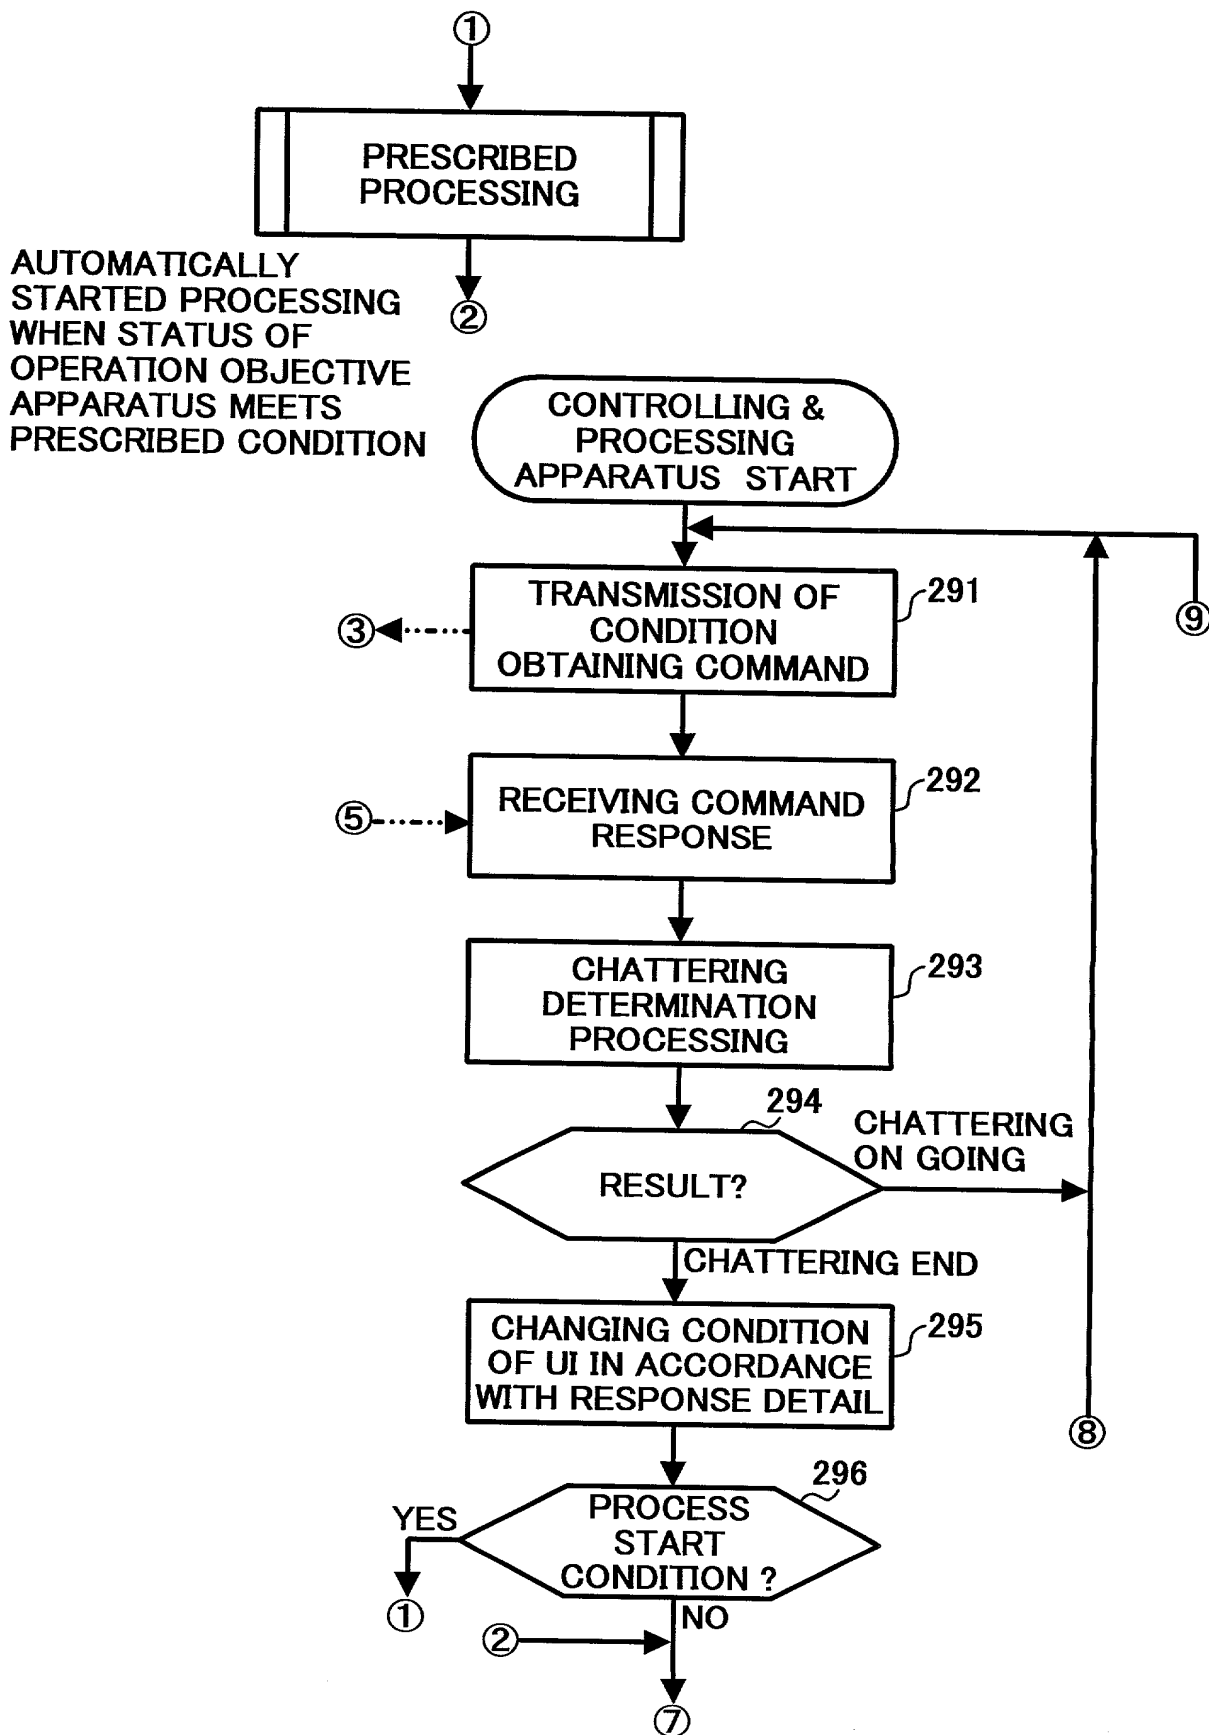 ①
PRESCRIBED
PROCESSING
②
AUTOMATICALLY
STARTED PROCESSING
WHEN STATUS OF
OPERATION OBJECTIVE
APPARATUS MEETS
PRESCRIBED CONDITION
CONTROLLING &
PROCESSING
APPARATUS START
TRANSMISSION OF
CONDITION
OBTAINING COMMAND
291
③
⑨
RECEIVING COMMAND
RESPONSE
292
⑤
CHATTERING
DETERMINATION
PROCESSING
293
294
RESULT?
CHATTERING
ON GOING
CHATTERING END
CHANGING CONDITION
OF UI IN ACCORDANCE
WITH RESPONSE DETAIL
295
⑧
296
PROCESS
START
CONDITION ?
YES
①
NO
②
⑦